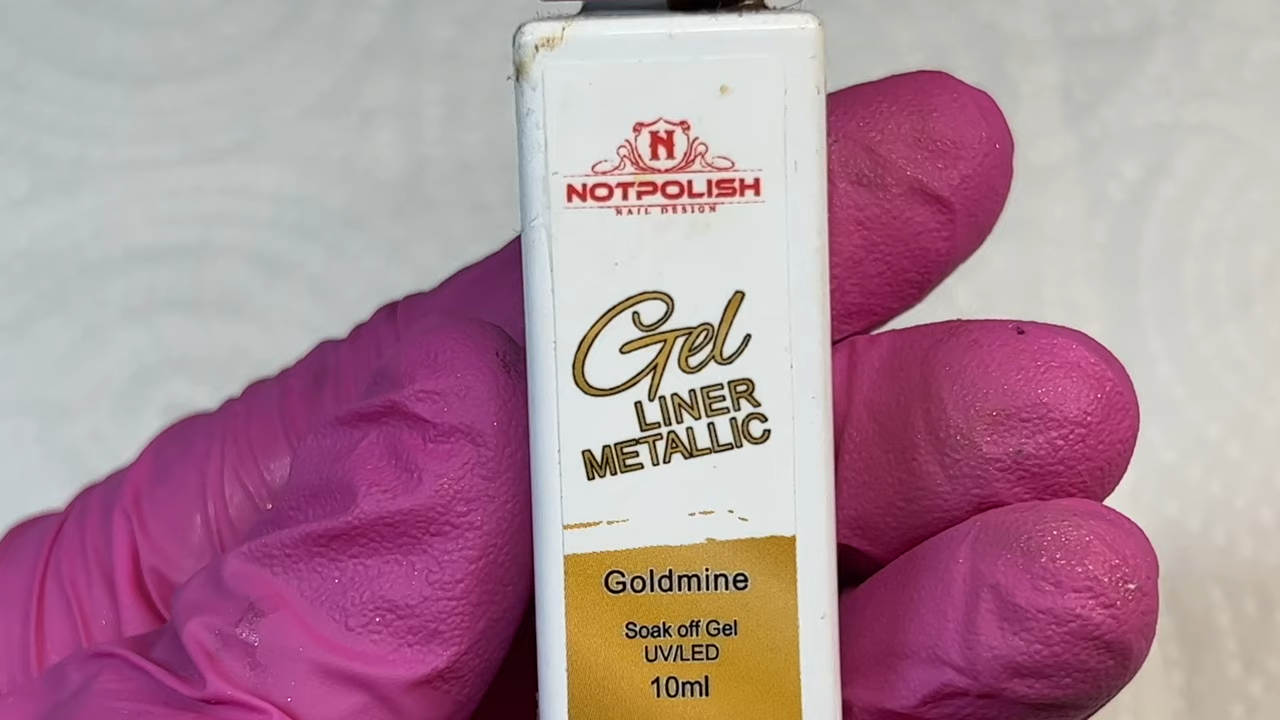 N
NOTPOLISH
NAIL DESIGN
Gel
LINER
METALLIC
Goldmine
Soak off Gel
UV/LED
10ml